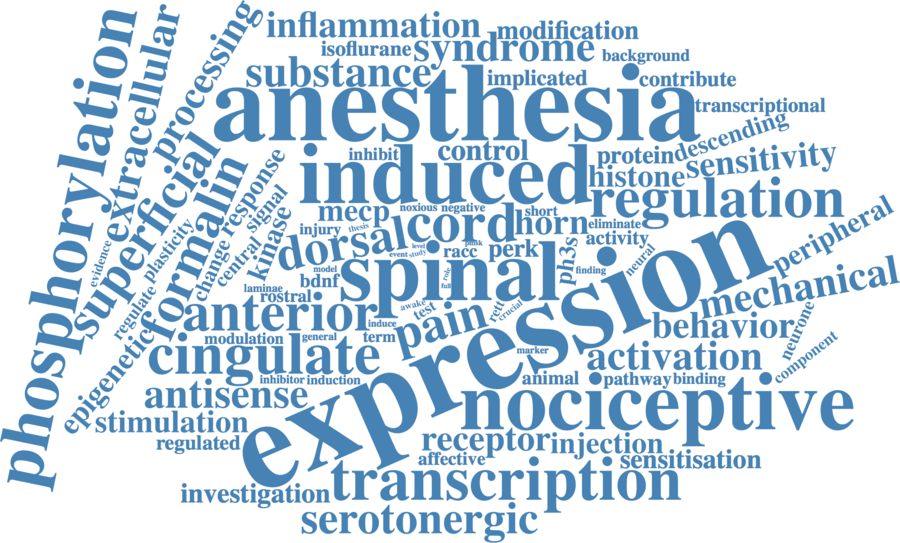 inflammation
modification
isoflurane
syndrome
background
substance
implicated
contribute
anesthesia
transcriptional
phosphorylation
extracellular
processing
superficial
inhibit
control
protein
descending
induced
histone
sensitivity
formalin
response
regulation
signal
mecp
noxious
negative
short
cord
horn
eliminate
injury
thesis
dorsal
activity
peripheral
evidence
plasticity
change
central
kinase
level
event
study
racc
perk
ph3s
neural
model
bdnf
spinal
role
full
finding
laminae
rostral
expression
mechanical
regulate
anterior
awake
test
rett
crucial
induce
pain
behavior
neurone
epigenetic
modulation
general
term
cingulate
marker
activation
component
inhibitor
induction
animal
pathway
binding
antisense
nociceptive
stimulation
regulated
receptor
injection
affective
sensitisation
investigation
transcription
serotonergic